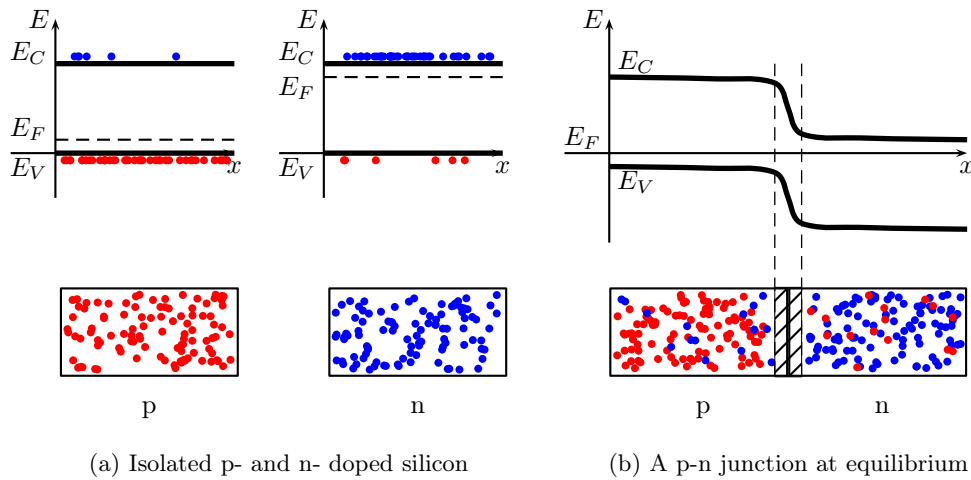 E
E_C
E_F
E_V
x
E
E_C
E_F
E_V
x
E
E_C
E_F
E_V
x
p
n
p
n
(a) Isolated p- and n- doped silicon
(b) A p-n junction at equilibrium